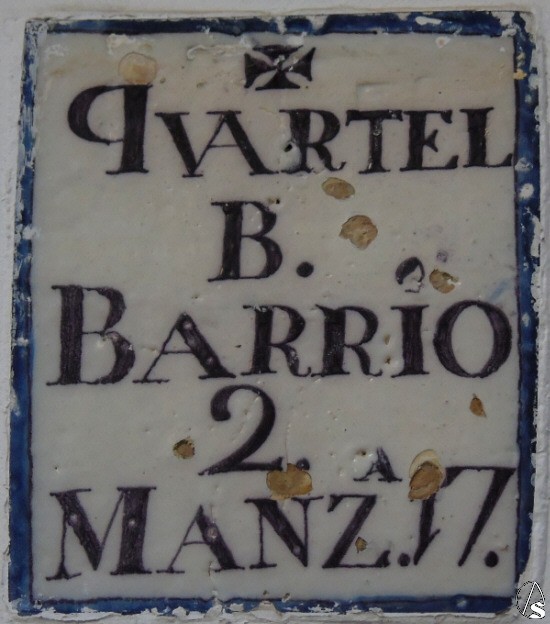 ✠
QVARTEL
B.
BARRIO
2.
MANZ.ᴬ 17.